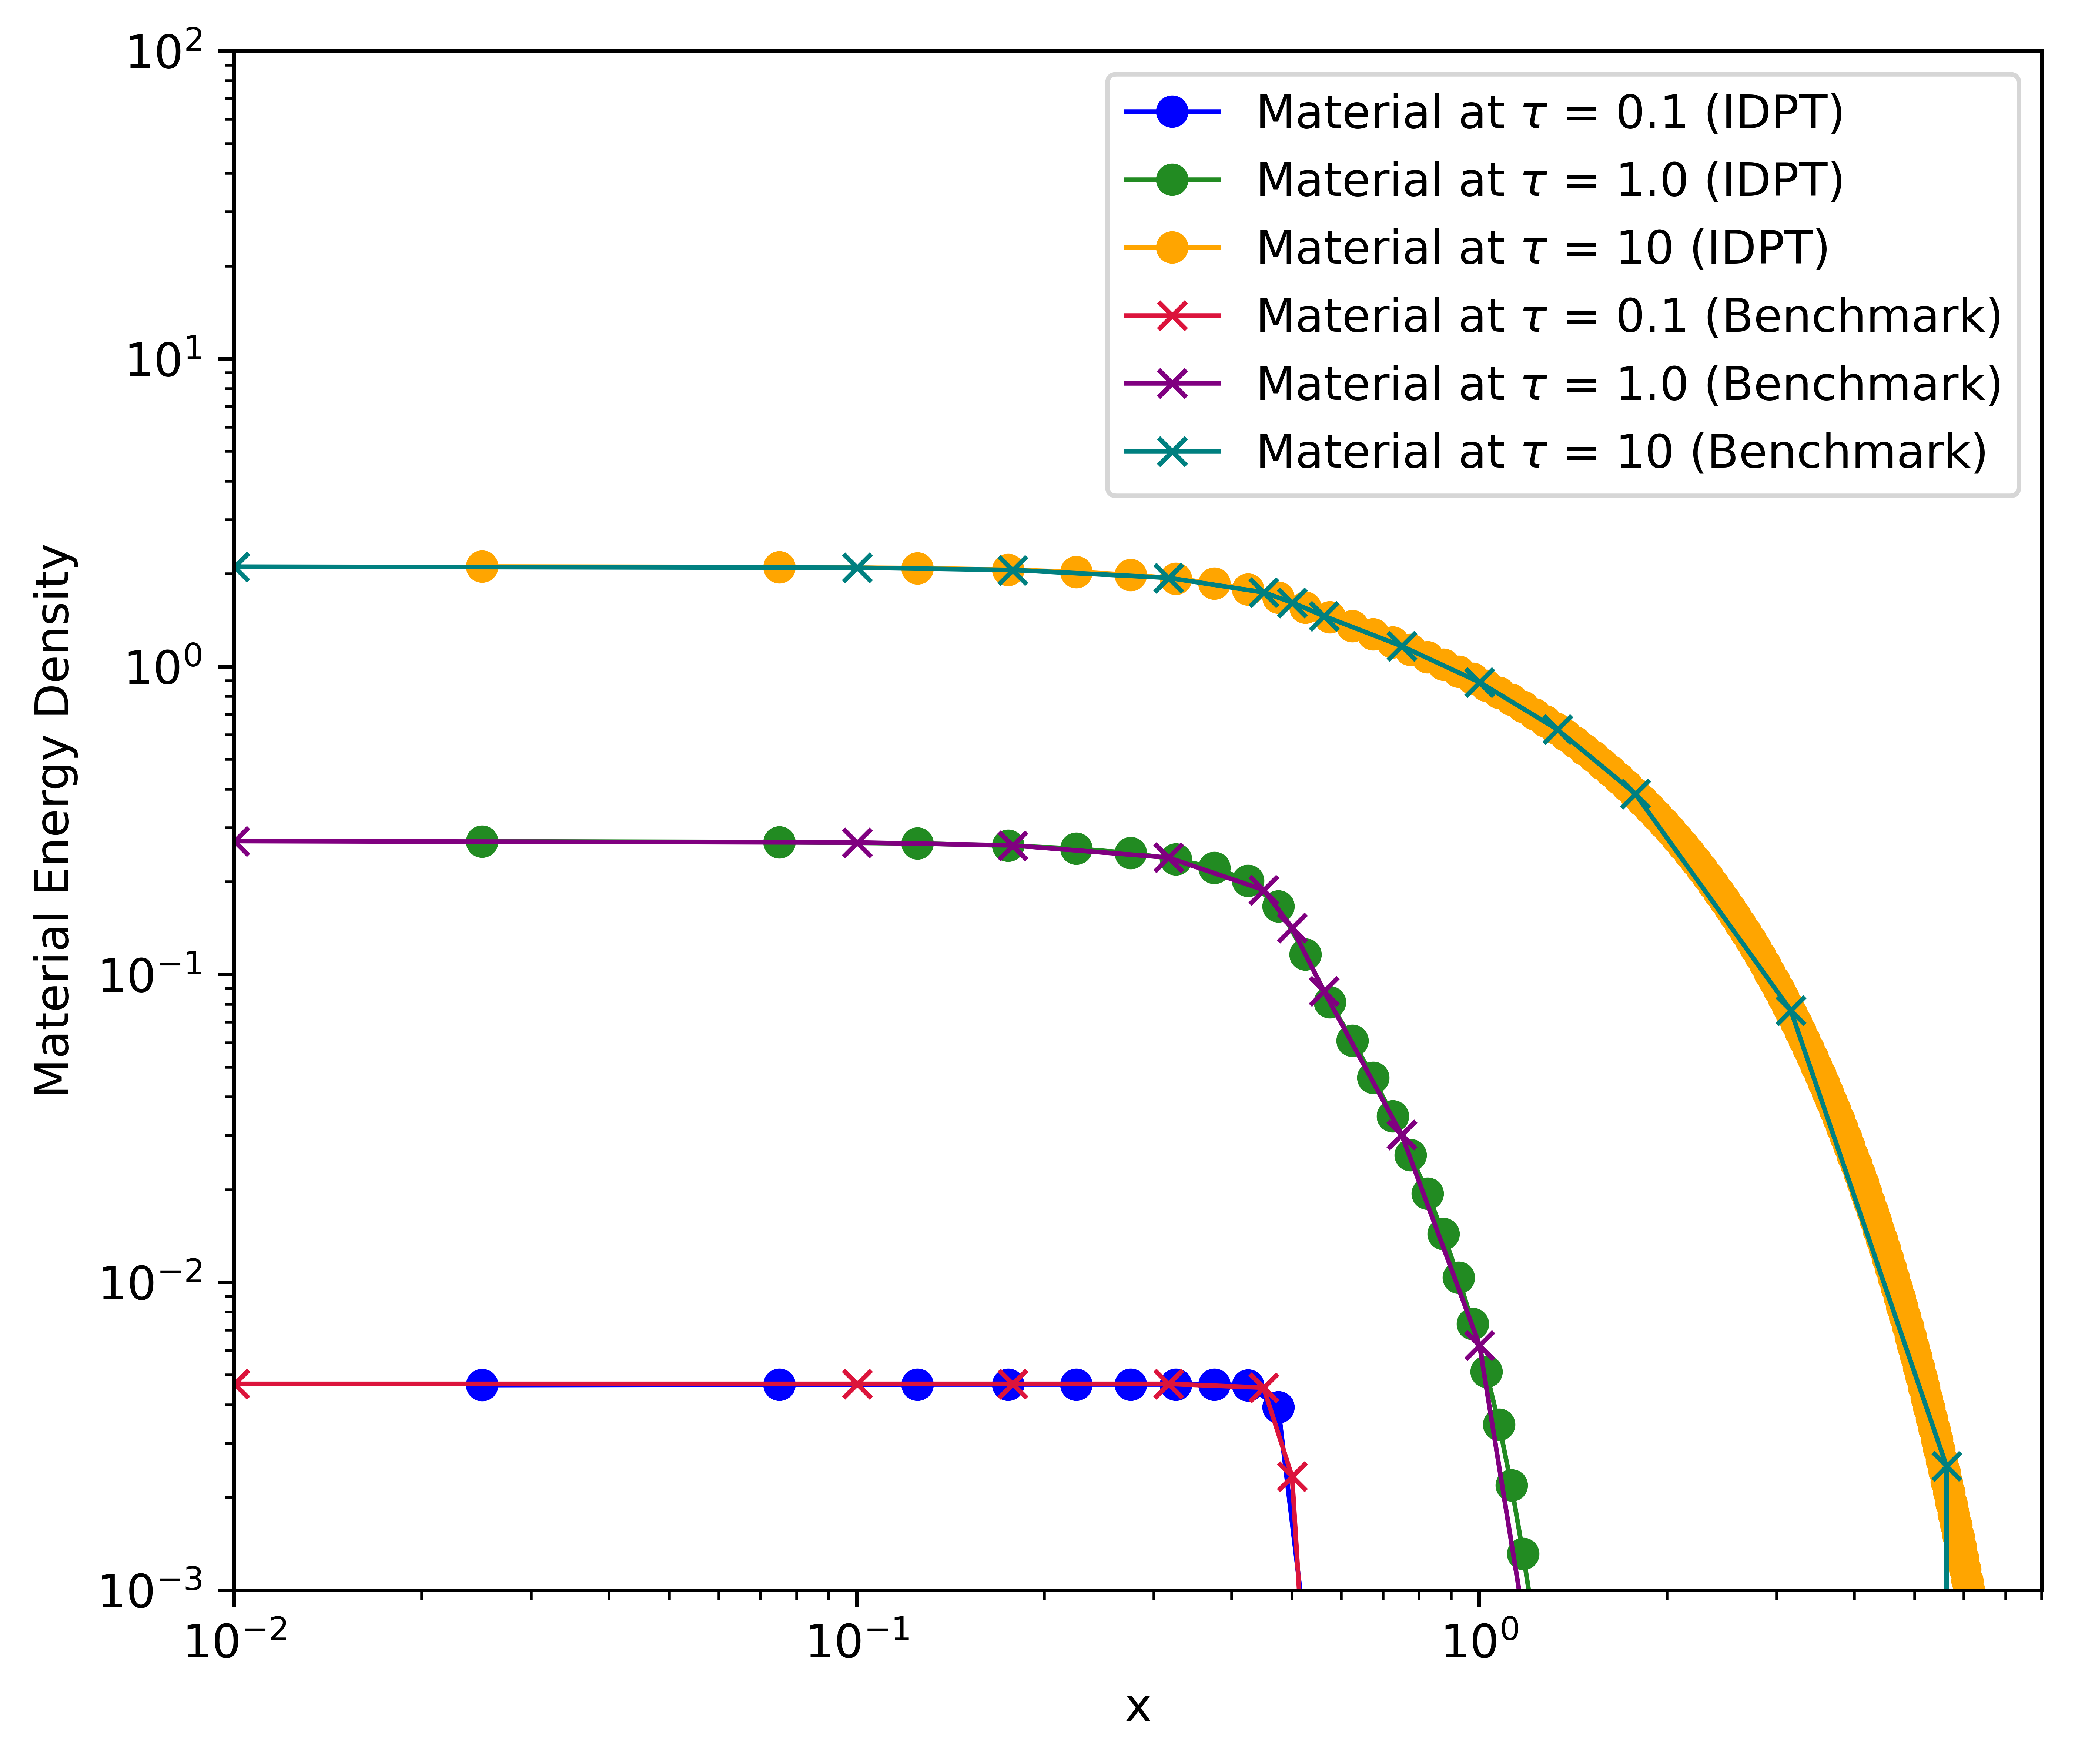 10²
10¹
10⁰
10⁻¹
10⁻²
10⁻³
Material Energy Density
Material at τ = 0.1 (IDPT)
Material at τ = 1.0 (IDPT)
Material at τ = 10 (IDPT)
Material at τ = 0.1 (Benchmark)
Material at τ = 1.0 (Benchmark)
Material at τ = 10 (Benchmark)
10⁻² 10⁻¹ 10⁰
x